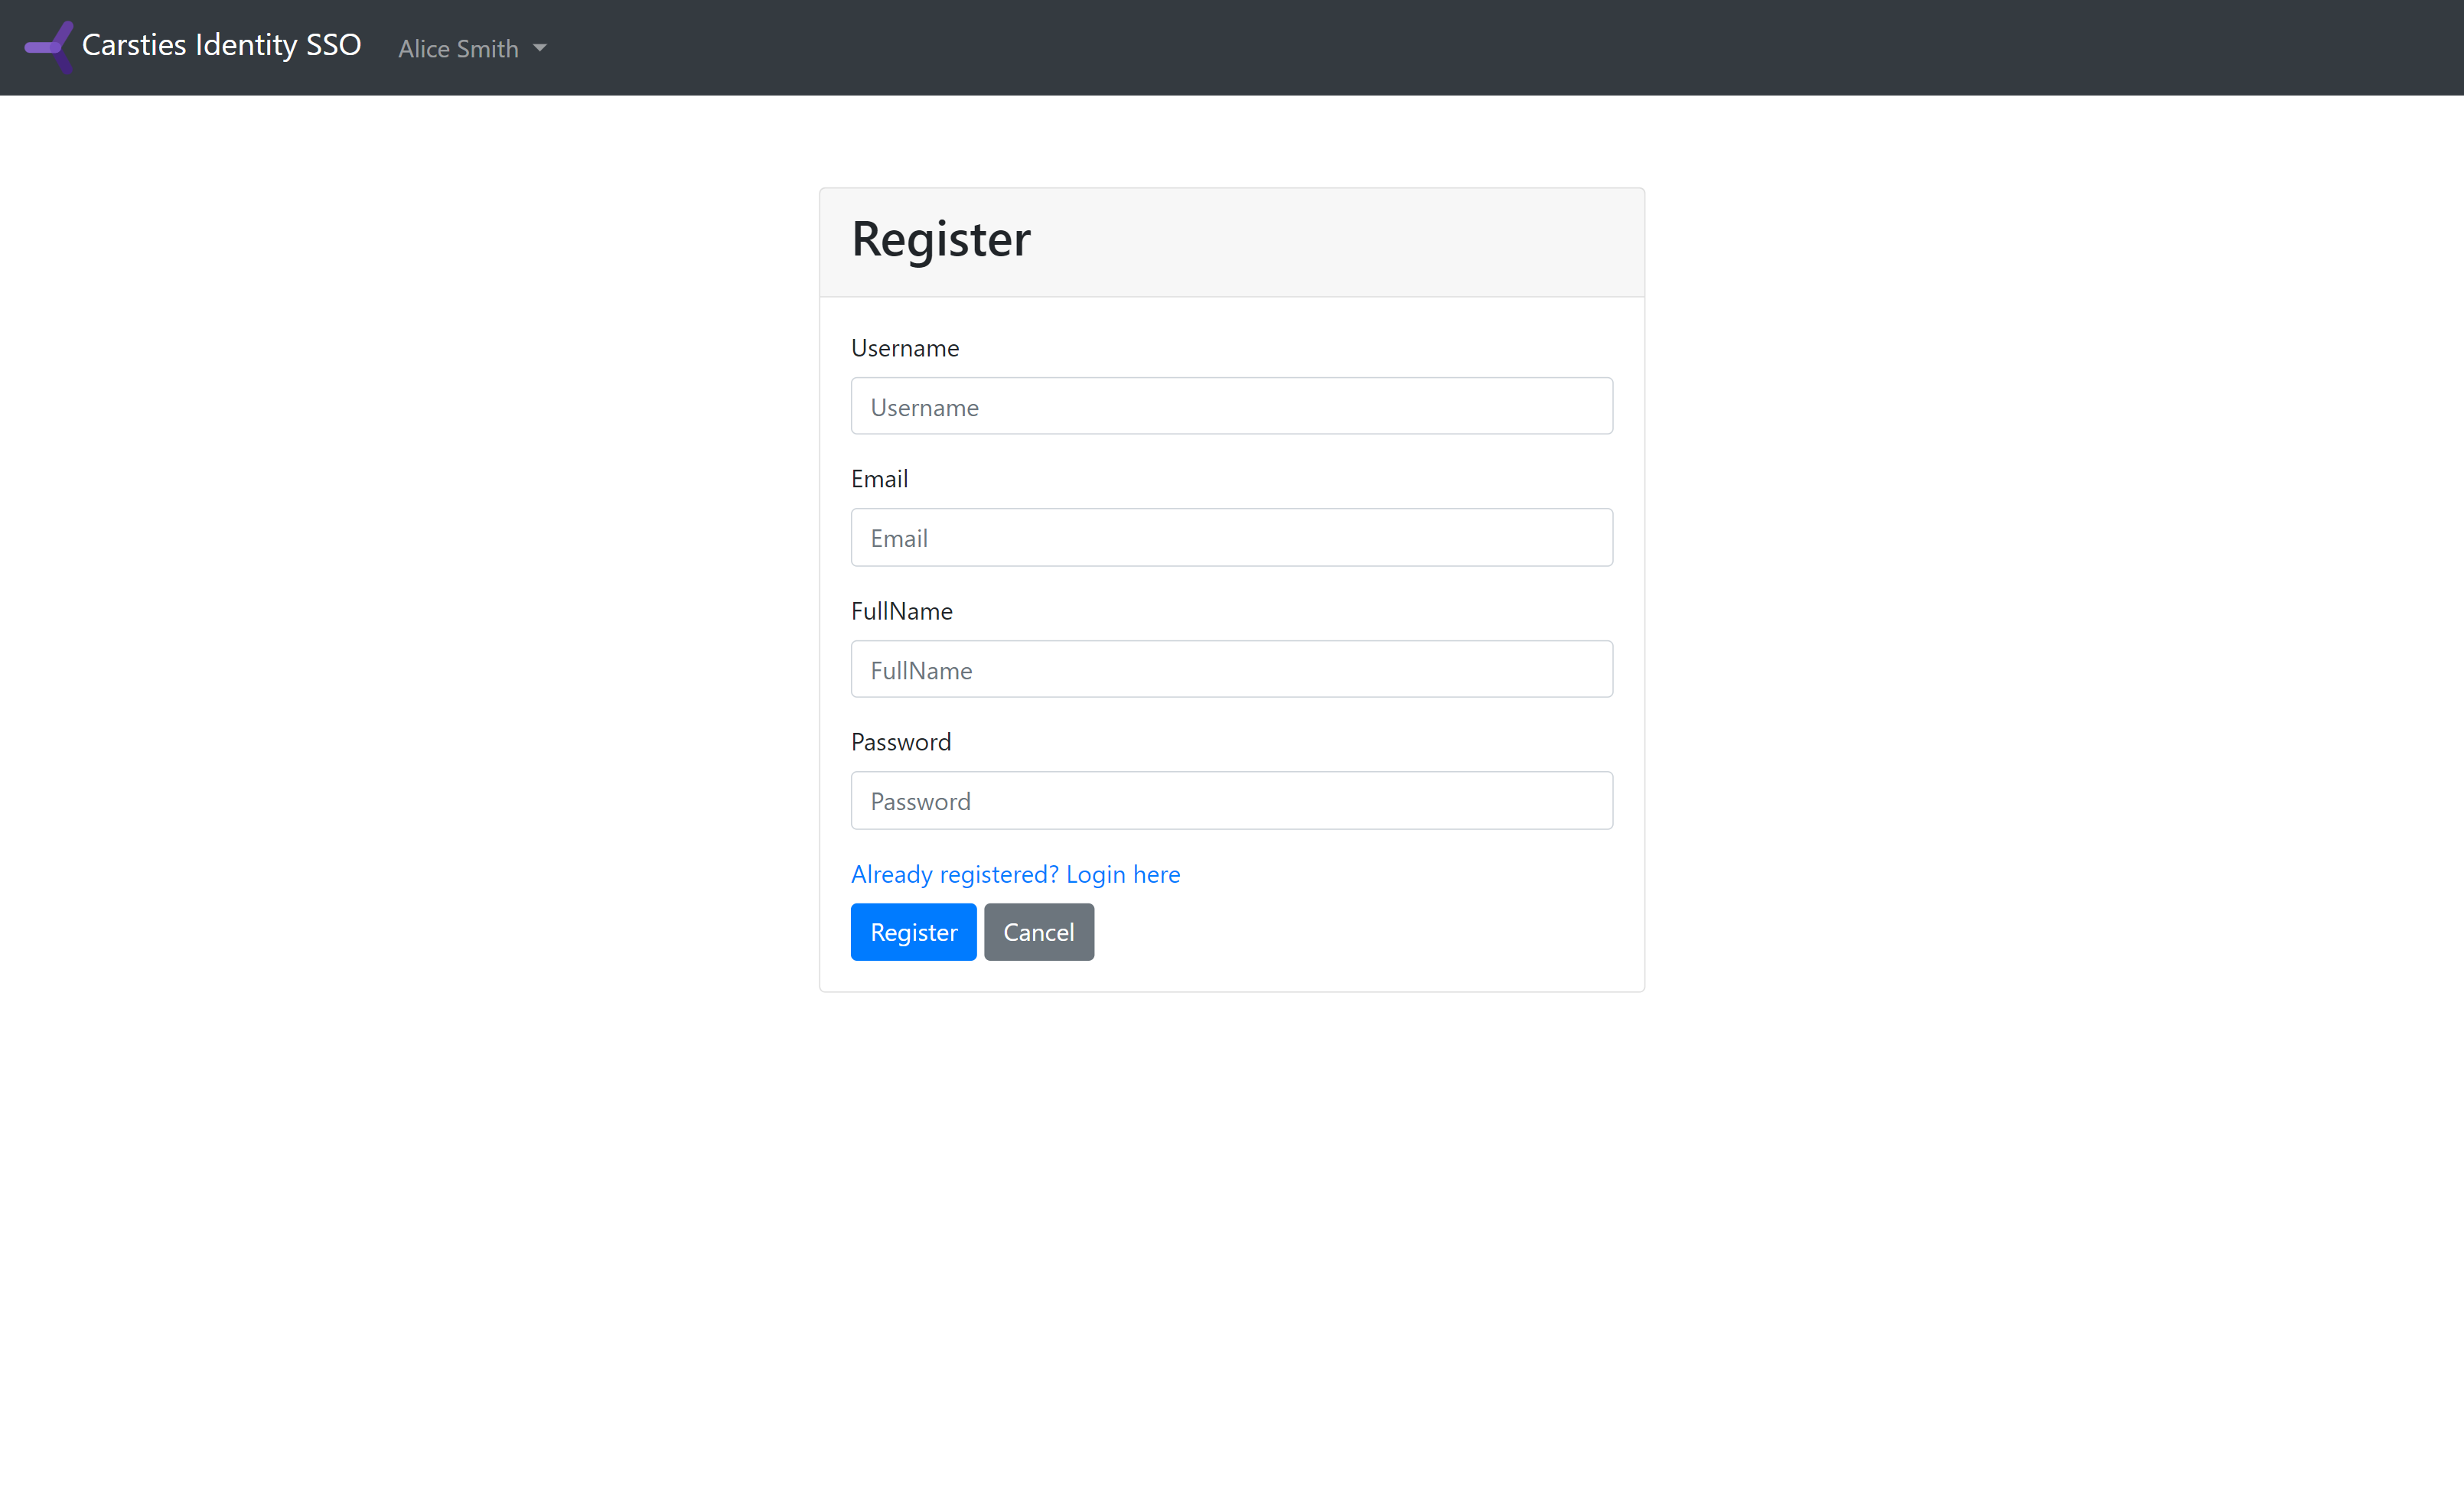 Carsties Identity SSO Alice Smith
Register
Username
Username
Email
Email
FullName
FullName
Password
Password
Already registered? Login here
Register Cancel